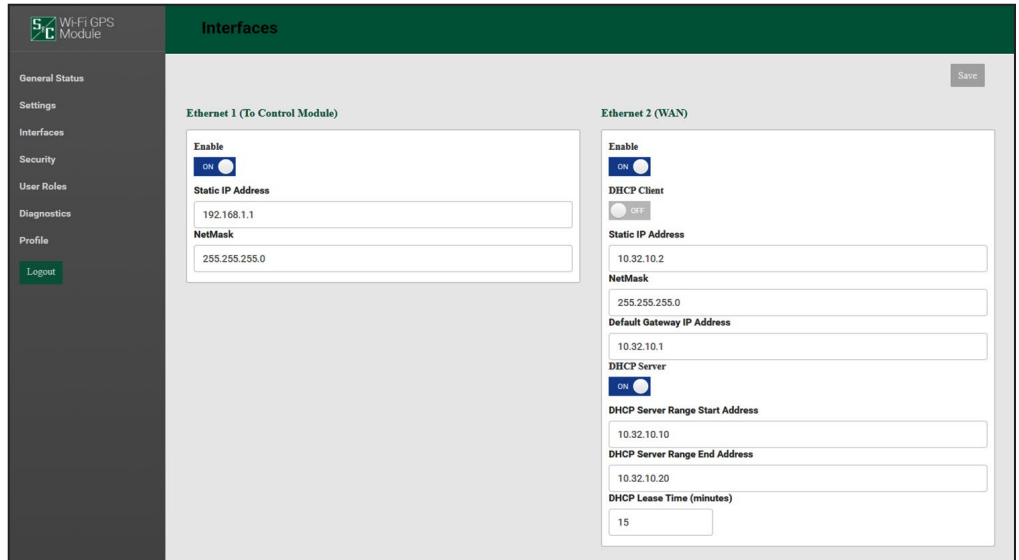 S&C Wi-Fi GPS
Module
Interfaces
General Status
Settings
Interfaces
Security
User Roles
Diagnostics
Profile
Logout
Save
Ethernet 1 (To Control Module)
Enable
ON
Static IP Address
192.168.1.1
NetMask
255.255.255.0
Ethernet 2 (WAN)
Enable
ON
DHCP Client
OFF
Static IP Address
10.32.10.2
NetMask
255.255.255.0
Default Gateway IP Address
10.32.10.1
DHCP Server
ON
DHCP Server Range Start Address
10.32.10.10
DHCP Server Range End Address
10.32.10.20
DHCP Lease Time (minutes)
15